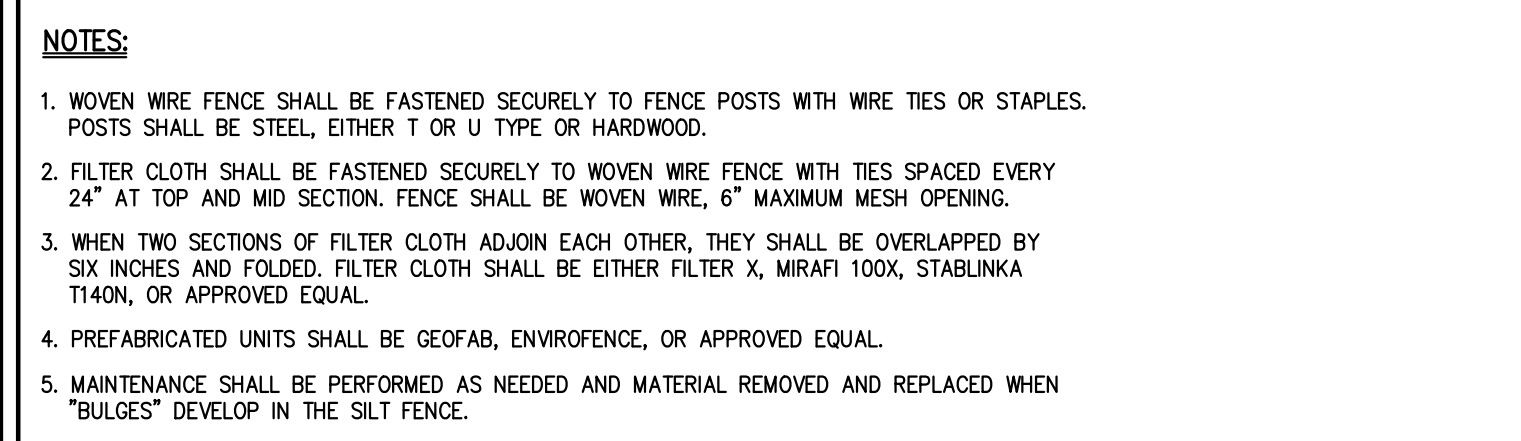 NOTES:
1. WOVEN WIRE FENCE SHALL BE FASTENED SECURELY TO FENCE POSTS WITH WIRE TIES OR STAPLES.
POSTS SHALL BE STEEL, EITHER T OR U TYPE OR HARDWOOD.
2. FILTER CLOTH SHALL BE FASTENED SECURELY TO WOVEN WIRE FENCE WITH TIES SPACED EVERY
24" AT TOP AND MID SECTION. FENCE SHALL BE WOVEN WIRE, 6" MAXIMUM MESH OPENING.
3. WHEN TWO SECTIONS OF FILTER CLOTH ADJOIN EACH OTHER, THEY SHALL BE OVERLAPPED BY
SIX INCHES AND FOLDED. FILTER CLOTH SHALL BE EITHER FILTER X, MIRAFI 100X, STABLINKA
T140N, OR APPROVED EQUAL.
4. PREFABRICATED UNITS SHALL BE GEOFAB, ENVIROFENCE, OR APPROVED EQUAL.
5. MAINTENANCE SHALL BE PERFORMED AS NEEDED AND MATERIAL REMOVED AND REPLACED WHEN
"BULGES" DEVELOP IN THE SILT FENCE.